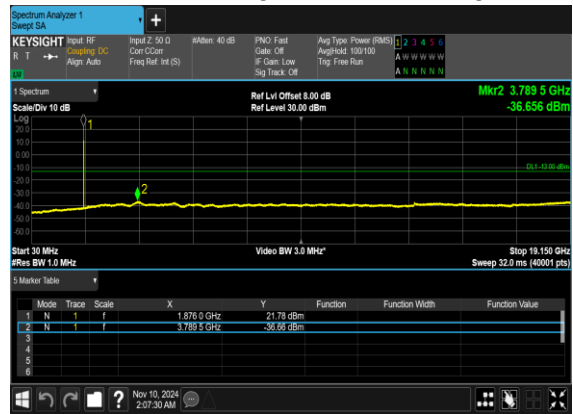 Spectrum Analyzer 1
Swept SA
+
KEYSIGHT Input: RF Input Z: 50 Ω #Atten: 40 dB PNO: Fast Avg Type: Power (RMS) 1 2 3 4 5 6
R T Coupling: DC Corr CCorr Gate: Off Avg|Hold: 100/100 A W W W W W
Align: Auto Freq Ref: Int (S) IF Gain: Low Trig: Free Run
LW Sig Track: Off A N N N N N
1 Spectrum Ref Lvl Offset 8.00 dB Mkr2 3.789 5 GHz
Scale/Div 10 dB Ref Level 30.00 dBm -36.656 dBm
Log
20.0
10.00
0.00
-10.0
-20.0
-30.0
-40.0
-50.0
-60.0
1
2
DL1 -13.00 dBm
Start 30 MHz Video BW 3.0 MHz* Stop 19.150 GHz
#Res BW 1.0 MHz Sweep 32.0 ms (40001 pts)
5 Marker Table
Mode Trace Scale X Y Function Function Width Function Value
1 N 1 f 1.876 0 GHz 21.78 dBm
2 N 1 f 3.789 5 GHz -36.66 dBm
3
4
5
6
? Nov 10, 2024
2:07:30 AM